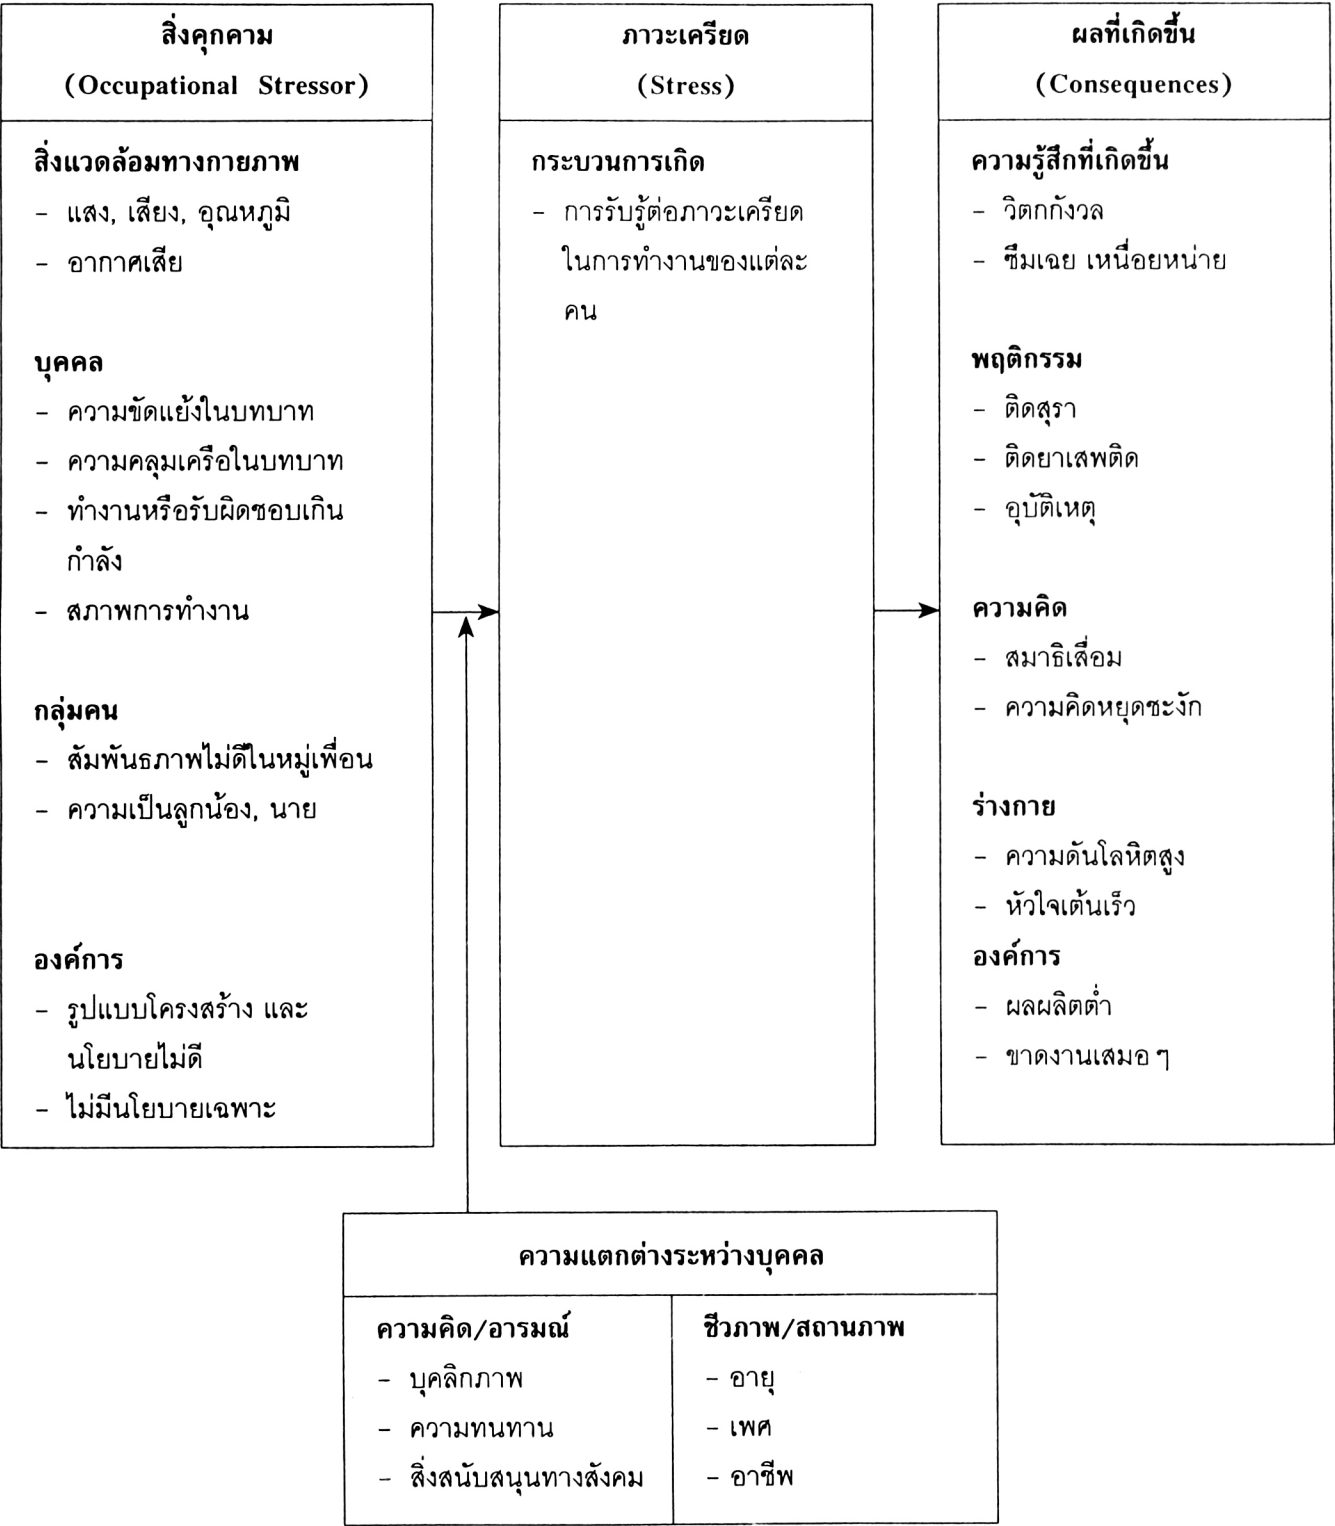 สิ่งคุกคาม
(Occupational Stressor)
สิ่งแวดล้อมทางกายภาพ
- แสง, เสียง, อุณหภูมิ
- อากาศเสีย
บุคคล
- ความขัดแย้งในบทบาท
- ความคลุมเครือในบทบาท
- ทำงานหรือรับผิดชอบเกิน
กำลัง
- สภาพการทำงาน
กลุ่มคน
- สัมพันธภาพไม่ดีในหมู่เพื่อน
- ความเป็นลูกน้อง, นาย
องค์การ
- รูปแบบโครงสร้าง และ
นโยบายไม่ดี
- ไม่มีนโยบายเฉพาะ
ภาวะเครียด
(Stress)
กระบวนการเกิด
- การรับรู้ต่อภาวะเครียด
ในการทำงานของแต่ละ
คน
ผลที่เกิดขึ้น
(Consequences)
ความรู้สึกที่เกิดขึ้น
- วิตกกังวล
- ซึมเฉย เหนื่อยหน่าย
พฤติกรรม
- ติดสุรา
- ติดยาเสพติด
- อุบัติเหตุ
ความคิด
- สมาธิเสื่อม
- ความคิดหยุดชะงัก
ร่างกาย
- ความดันโลหิตสูง
- หัวใจเต้นเร็ว
องค์การ
- ผลผลิตต่ำ
- ขาดงานเสมอ ๆ
ความแตกต่างระหว่างบุคคล
ความคิด/อารมณ์
- บุคลิกภาพ
- ความทนทาน
- สิ่งสนับสนุนทางสังคม
ชีวภาพ/สถานภาพ
- อายุ
- เพศ
- อาชีพ